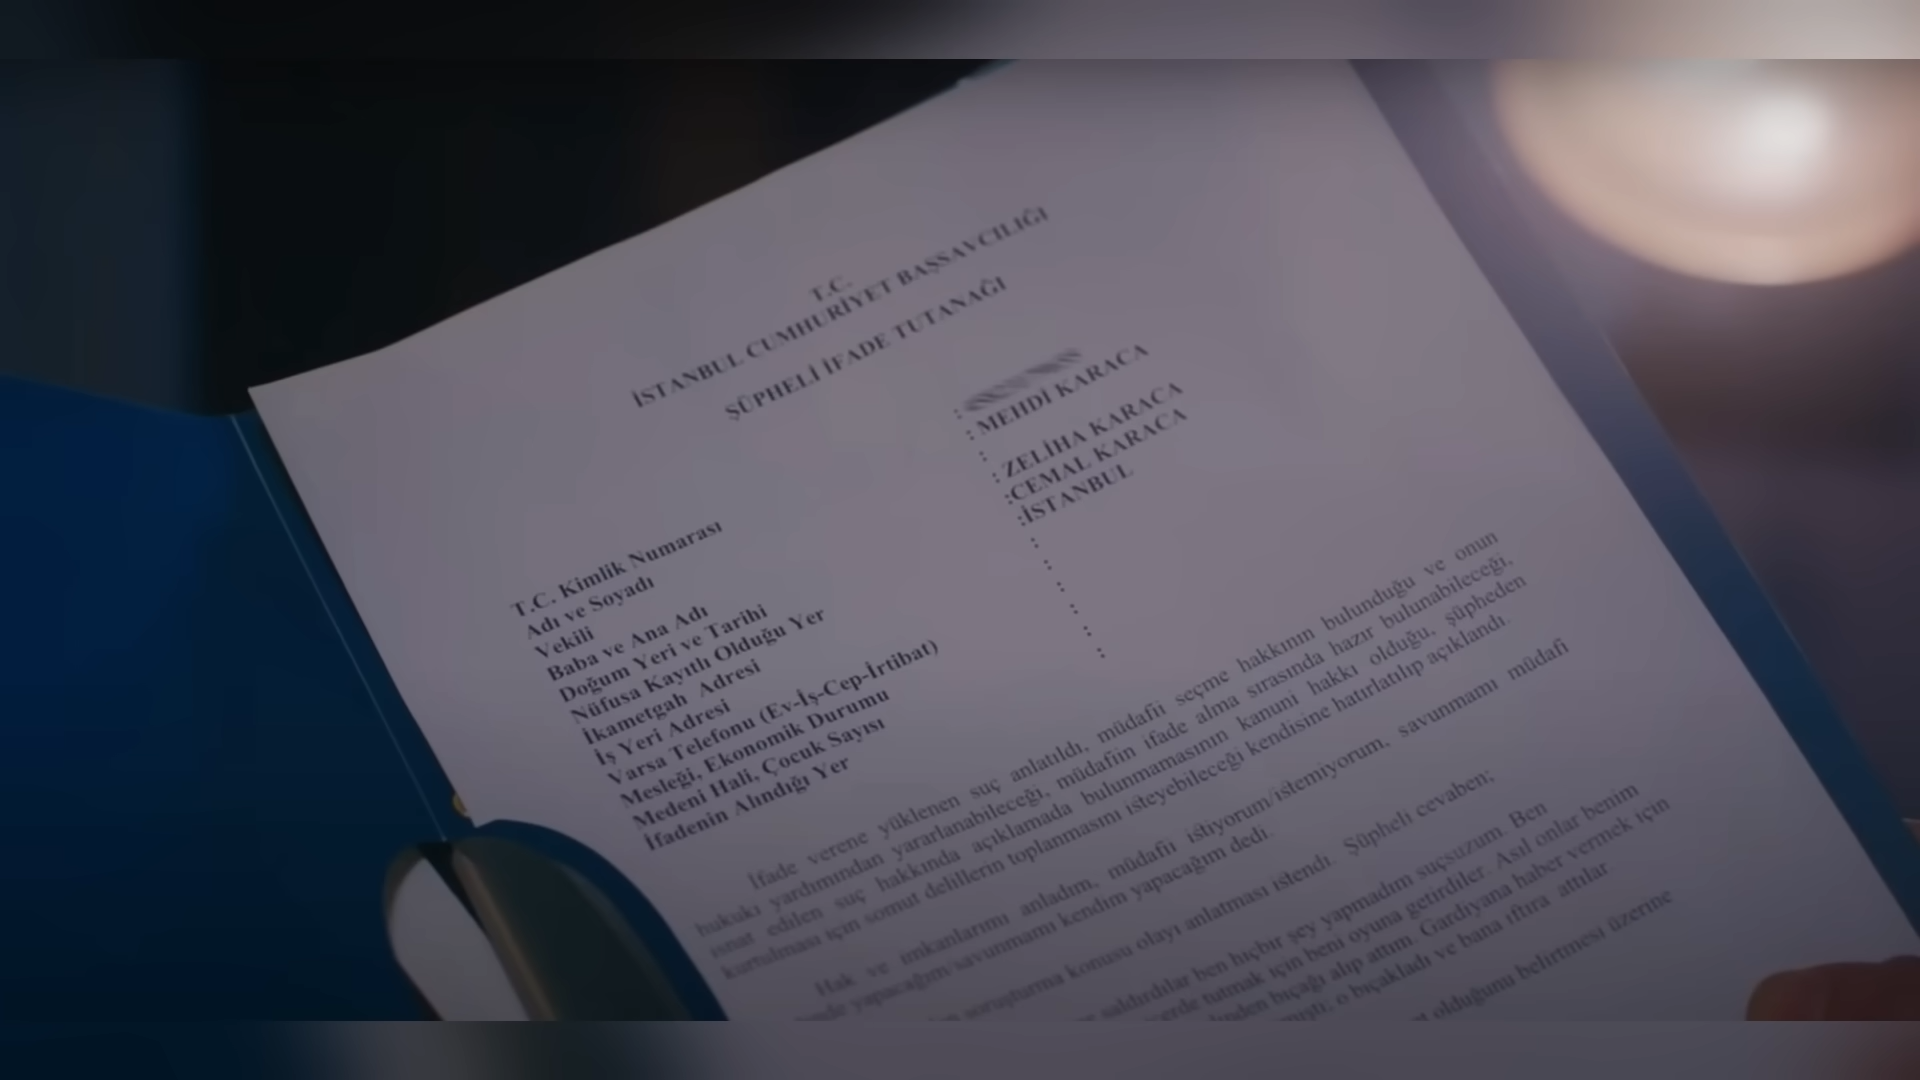 T.C.
İSTANBUL CUMHURİYET BAŞSAVCILIĞI
ŞÜPHELİ İFADE TUTANAĞI
T.C. Kimlik Numarası :
Adı ve Soyadı : MEHDİ KARACA
Vekili :
Baba ve Ana Adı : ZELİHA KARACA
Doğum Yeri ve Tarihi :CEMAL KARACA
Nüfusa Kayıtlı Olduğu Yer :İSTANBUL
İkametgah Adresi :
İş Yeri Adresi :
Varsa Telefonu (Ev-İş-Cep-İrtibat) :
Mesleği, Ekonomik Durumu :
Medeni Hali, Çocuk Sayısı :
İfadenin Alındığı Yer :
İfade verene yüklenen suç anlatıldı, müdafii seçme hakkının bulunduğu ve onun
hukuki yardımından yararlanabileceği, müdafiin ifade alma sırasında hazır bulunabileceği,
isnat edilen suç hakkında açıklamada bulunmamasının kanuni hakkı olduğu, şüpheden
kurtulması için somut delillerin toplanmasını isteyebileceği kendisine hatırlatılıp açıklandı.
Hak ve imkanlarımı anladım, müdafii istiyorum/istemiyorum, savunmamı müdafi
yapacağım/savunmamı kendim yapacağım dedi.
soruşturma konusu olayı anlatması istendi. Şüpheli cevaben;
saldırdılar ben hiçbir şey yapmadım suçsuzum. Ben
tutmak için beni oyuna getirdiler. Asıl onlar benim
bıçağı alıp attım. Gardiyana haber vermek için
o bıçakladı ve bana iftira attılar
olduğunu belirtmesi üzerine